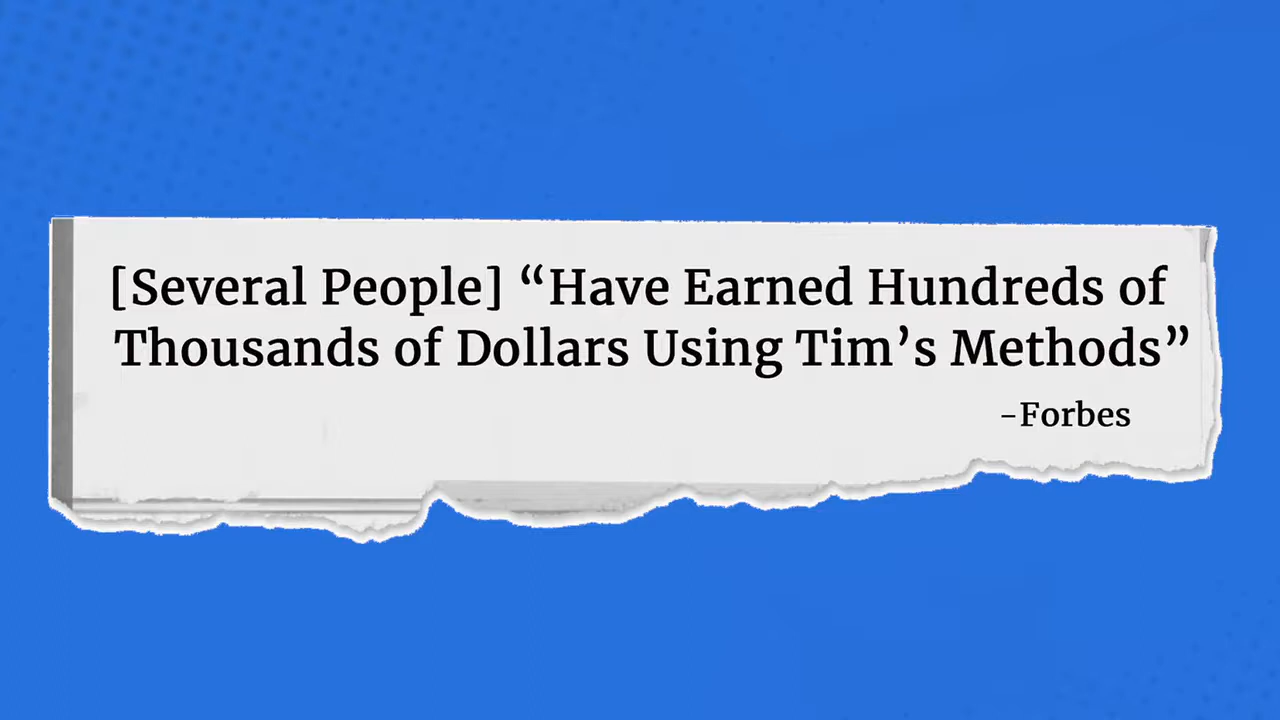 [Several People] “Have Earned Hundreds of
Thousands of Dollars Using Tim’s Methods”
–Forbes